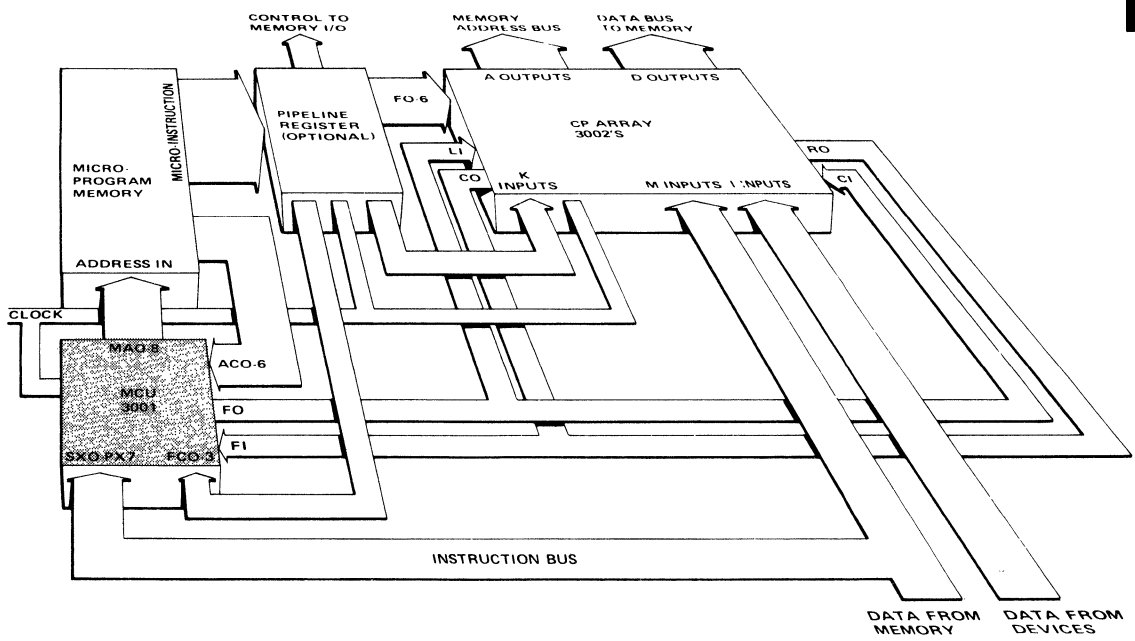 CONTROL TO
MEMORY I/O
MEMORY
ADDRESS BUS
DATA BUS
TO MEMORY
A OUTPUTS
D OUTPUTS
MICRO-INSTRUCTION
PIPELINE
REGISTER
(OPTIONAL)
FO-6
CP ARRAY
3002'S
MICRO-
PROGRAM
MEMORY
LI
CO
K
INPUTS
M INPUTS
I INPUTS
RO
CI
ADDRESS IN
CLOCK
MAO-8
ACO-6
MCU
3001
FO
FI
SXO PX7
FCO-3
INSTRUCTION BUS
DATA FROM
MEMORY
DATA FROM
DEVICES